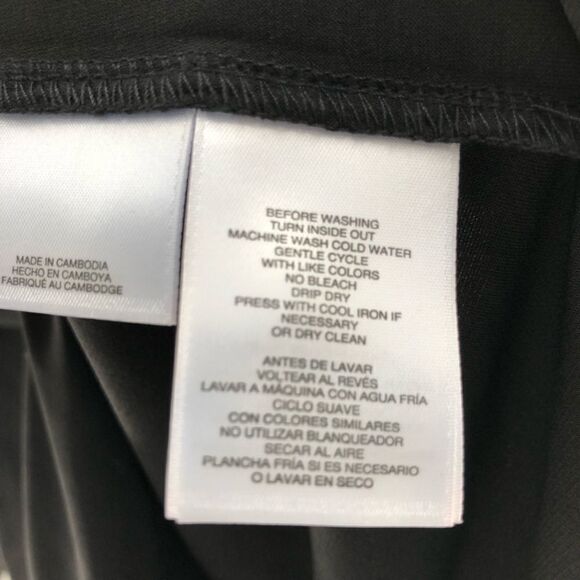 MADE IN CAMBODIA
HECHO EN CAMBOYA
FABRIQUÉ AU CAMBODGE
BEFORE WASHING
TURN INSIDE OUT
MACHINE WASH COLD WATER
GENTLE CYCLE
WITH LIKE COLORS
NO BLEACH
DRIP DRY
PRESS WITH COOL IRON IF
NECESSARY
OR DRY CLEAN
ANTES DE LAVAR
VOLTEAR AL REVÉS
LAVAR A MÁQUINA CON AGUA FRÍA
CICLO SUAVE
CON COLORES SIMILARES
NO UTILIZAR BLANQUEADOR
SECAR AL AIRE
PLANCHA FRÍA SI ES NECESARIO
O LAVAR EN SECO